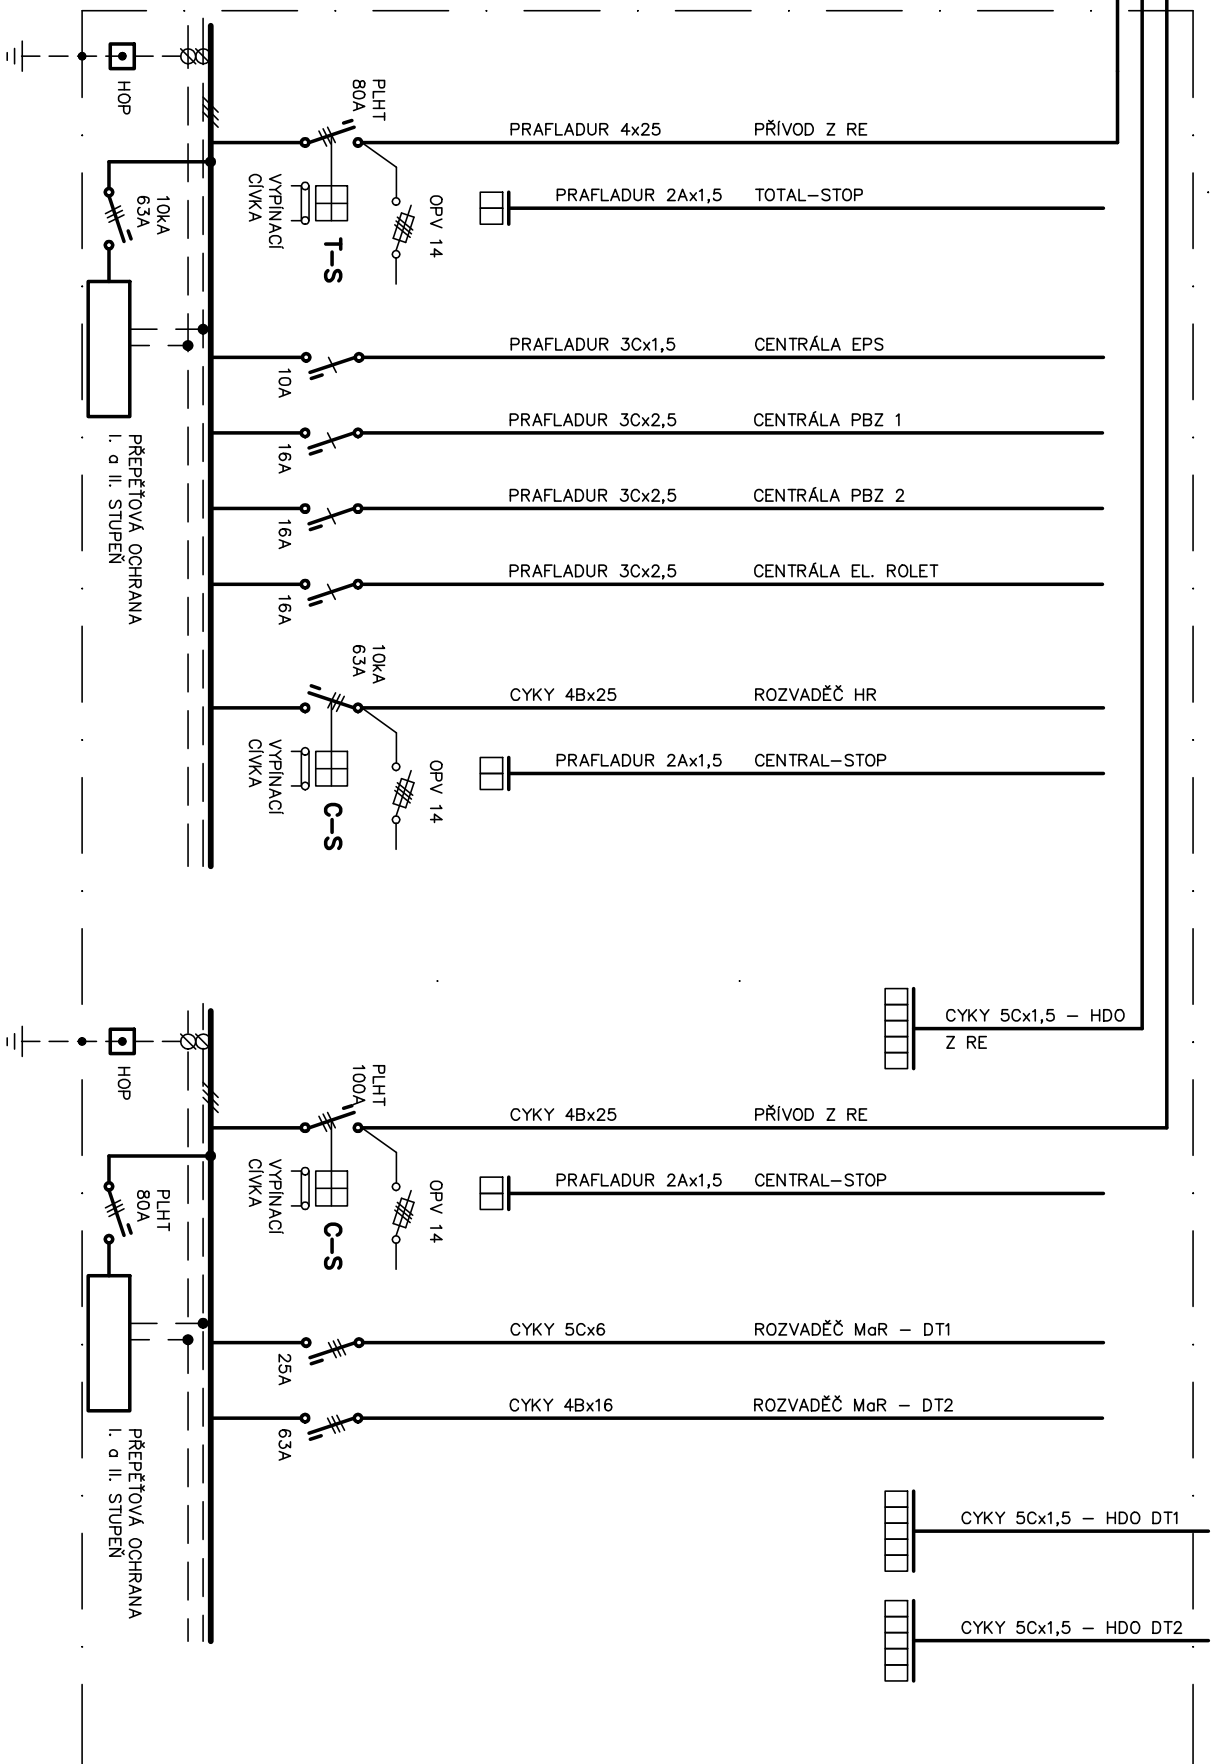 HOP
PLHT
80A
PRAFLADUR 4x25
PŘÍVOD Z RE
10kA
63A
VYPÍNACÍ
CÍVKA
T-S
OPV 14
PRAFLADUR 2Ax1,5
TOTAL-STOP
PRAFLADUR 3Cx1,5
CENTRÁLA EPS
10A
PRAFLADUR 3Cx2,5
CENTRÁLA PBZ 1
16A
PŘEPĚŤOVÁ OCHRANA
I. a II. STUPEŇ
PRAFLADUR 3Cx2,5
CENTRÁLA PBZ 2
16A
PRAFLADUR 3Cx2,5
CENTRÁLA EL. ROLET
16A
10kA
63A
CYKY 4Bx25
ROZVADĚČ HR
VYPÍNACÍ
CÍVKA
C-S
OPV 14
PRAFLADUR 2Ax1,5
CENTRAL-STOP
CYKY 5Cx1,5 – HDO
Z RE
HOP
PLHT
100A
CYKY 4Bx25
PŘÍVOD Z RE
PLHT
80A
VYPÍNACÍ
CÍVKA
C-S
OPV 14
PRAFLADUR 2Ax1,5
CENTRAL-STOP
CYKY 5Cx6
ROZVADĚČ MaR – DT1
25A
CYKY 4Bx16
ROZVADĚČ MaR – DT2
63A
PŘEPĚŤOVÁ OCHRANA
I. a II. STUPEŇ
CYKY 5Cx1,5 – HDO DT1
CYKY 5Cx1,5 – HDO DT2